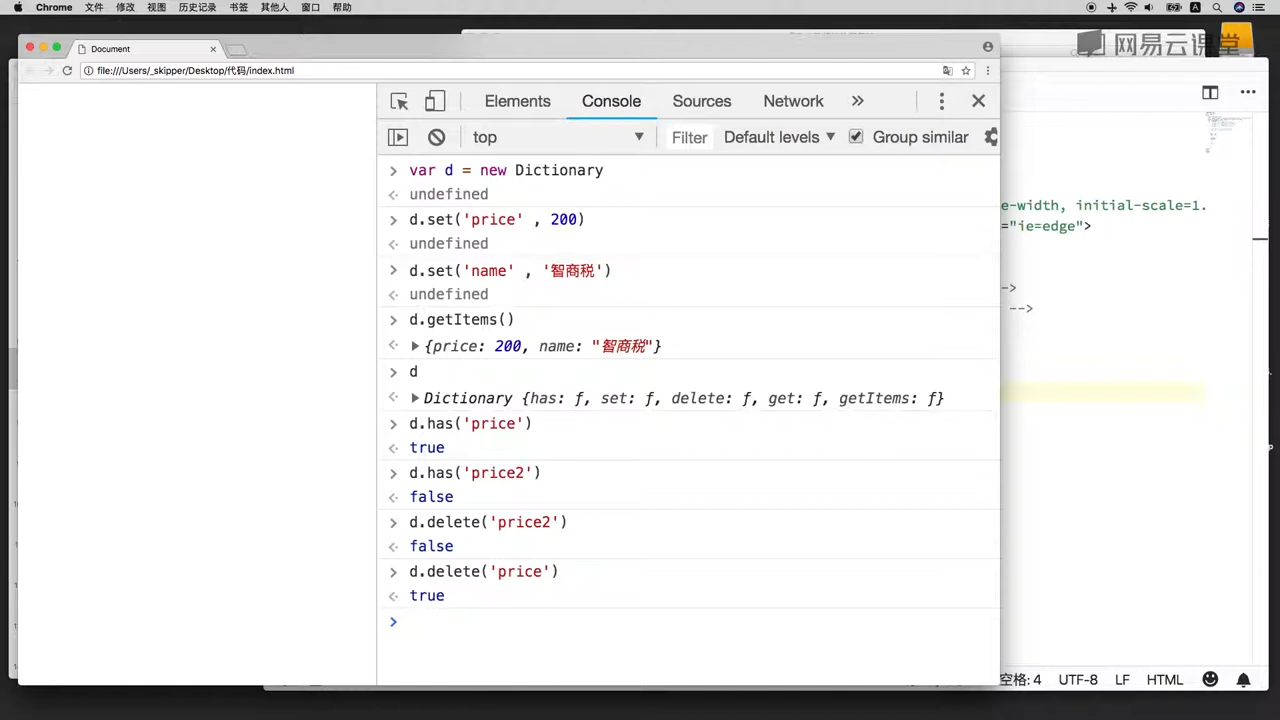 Chrome 文件 修改 视图 历史记录 书签 其他人 窗口 帮助
网易云课堂
Document
file:///Users/_skipper/Desktop/代码/index.html
Elements Console Sources Network »
top Filter Default levels Group similar
> var d = new Dictionary
undefined
> d.set('price' , 200)
undefined
> d.set('name' , '智商税')
undefined
> d.getItems()
{price: 200, name: "智商税"}
> d
Dictionary {has: ƒ, set: ƒ, delete: ƒ, get: ƒ, getItems: ƒ}
> d.has('price')
true
> d.has('price2')
false
> d.delete('price2')
false
> d.delete('price')
true
>
e-width, initial-scale=1.
="ie=edge">
->
-->
空格: 4 UTF-8 LF HTML